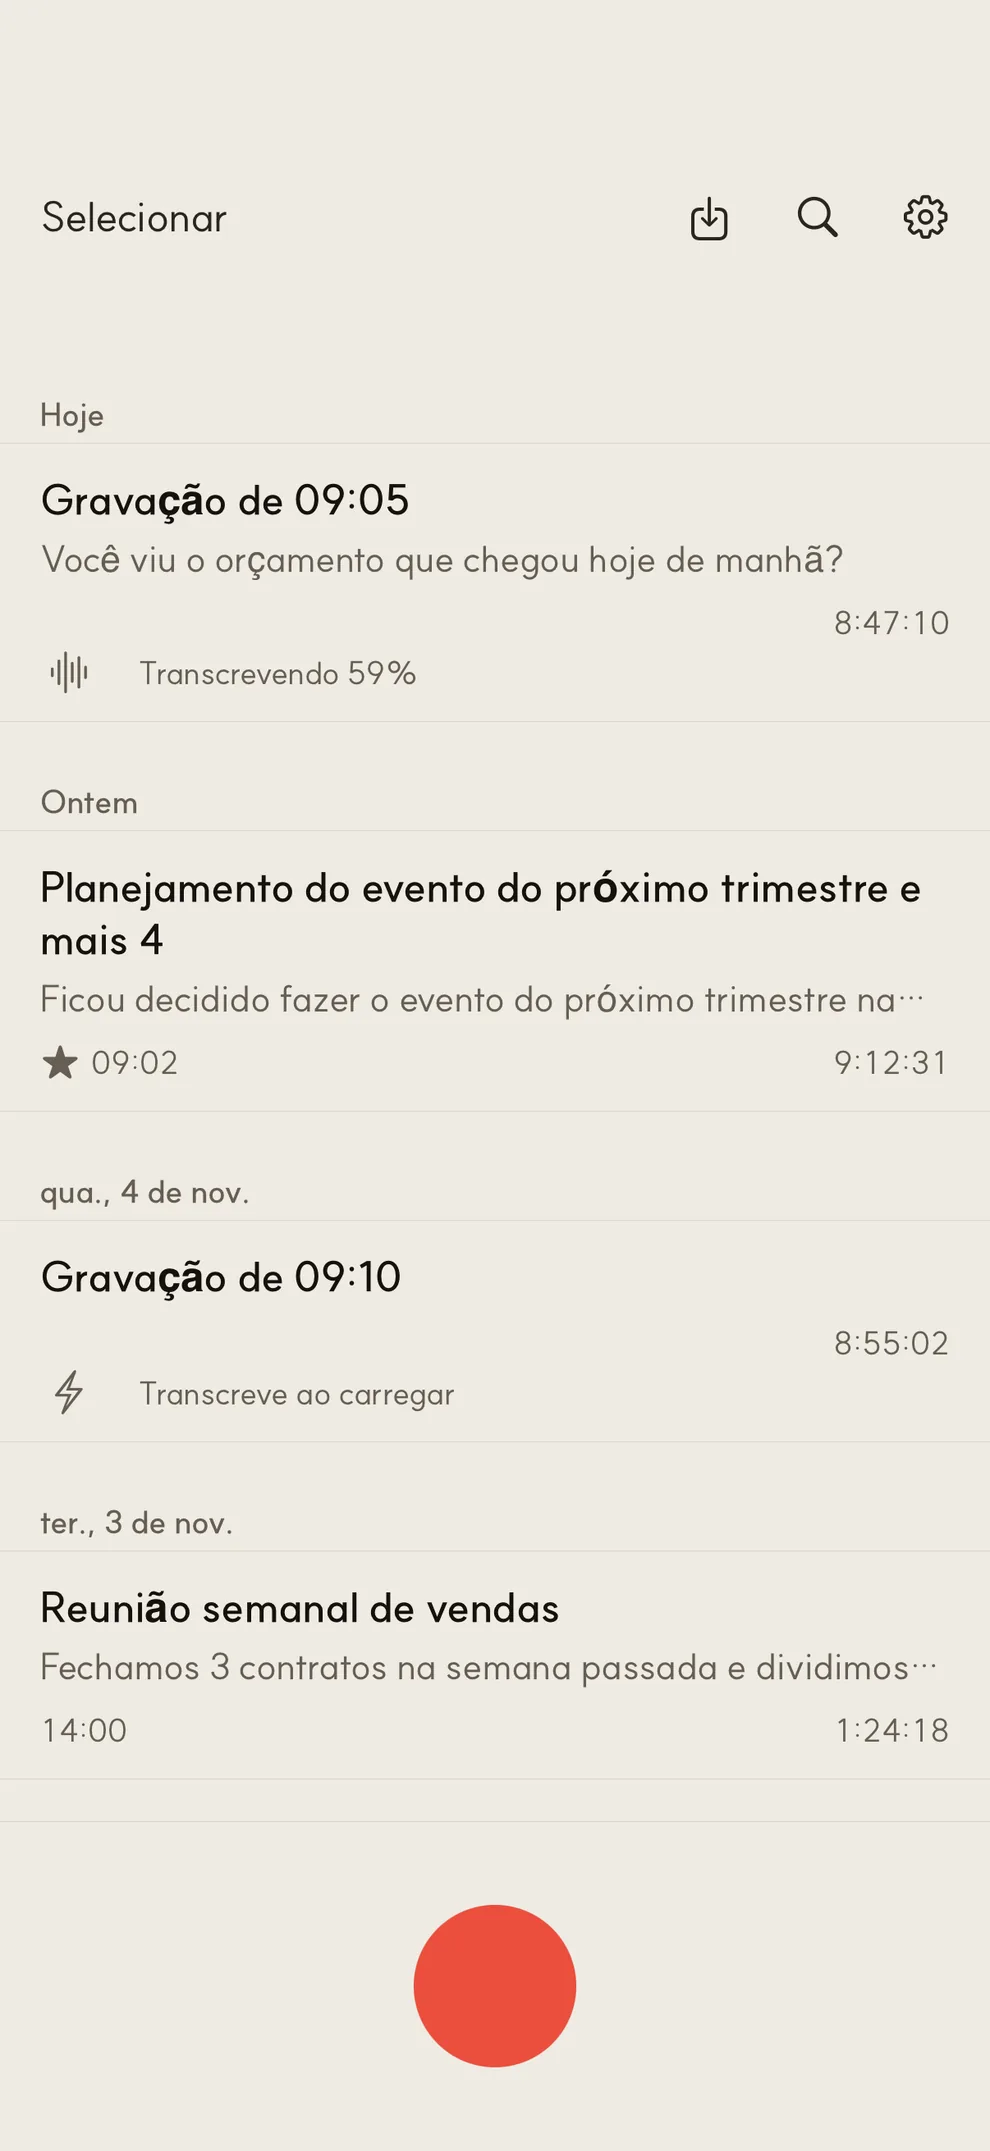 Selecionar
Hoje
Gravação de 09:05
Você viu o orçamento que chegou hoje de manhã?
8:47:10
Transcrevendo 59%
Ontem
Planejamento do evento do próximo trimestre e
mais 4
Ficou decidido fazer o evento do próximo trimestre na…
09:02 9:12:31
qua., 4 de nov.
Gravação de 09:10
8:55:02
Transcreve ao carregar
ter., 3 de nov.
Reunião semanal de vendas
Fechamos 3 contratos na semana passada e dividimos…
14:00 1:24:18